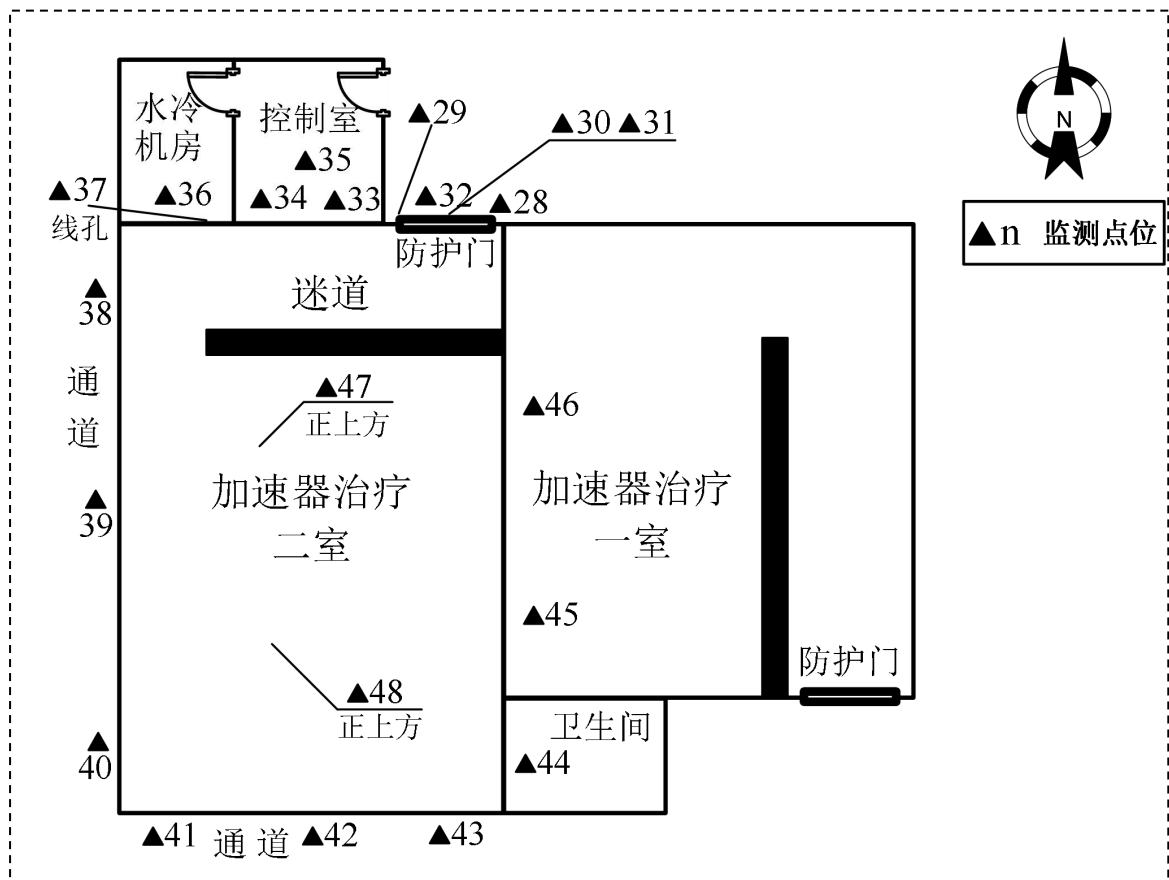 N
▲n 监测点位
水冷
机房
控制室
▲29
▲30 ▲31
▲35
▲37
线孔
▲36
▲34
▲33
▲32
▲28
防护门
迷道
▲
38
通
道
▲47
正上方
▲46
加速器治疗
二室
加速器治疗
一室
▲
39
▲45
防护门
▲48
正上方
卫生间
▲44
▲
40
▲41
通道
▲42
▲43